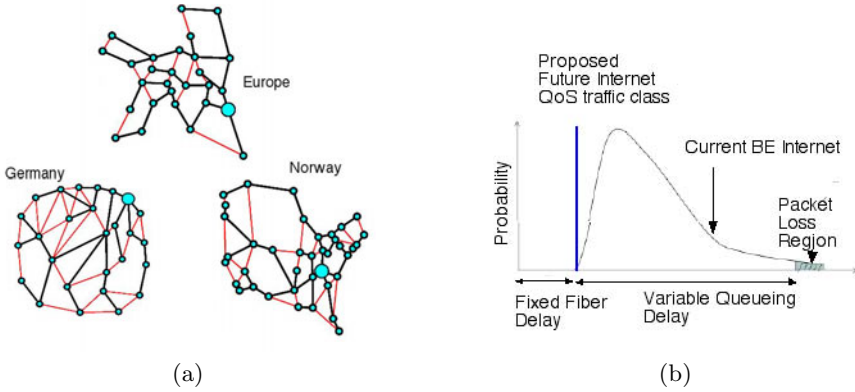 Europe
Germany
Norway
(a)
Proposed
Future Internet
QoS traffic class
Current BE Internet
Packet
Loss
Region
Probability
Fixed Fiber
Delay
Variable Queueing
Delay
(b)